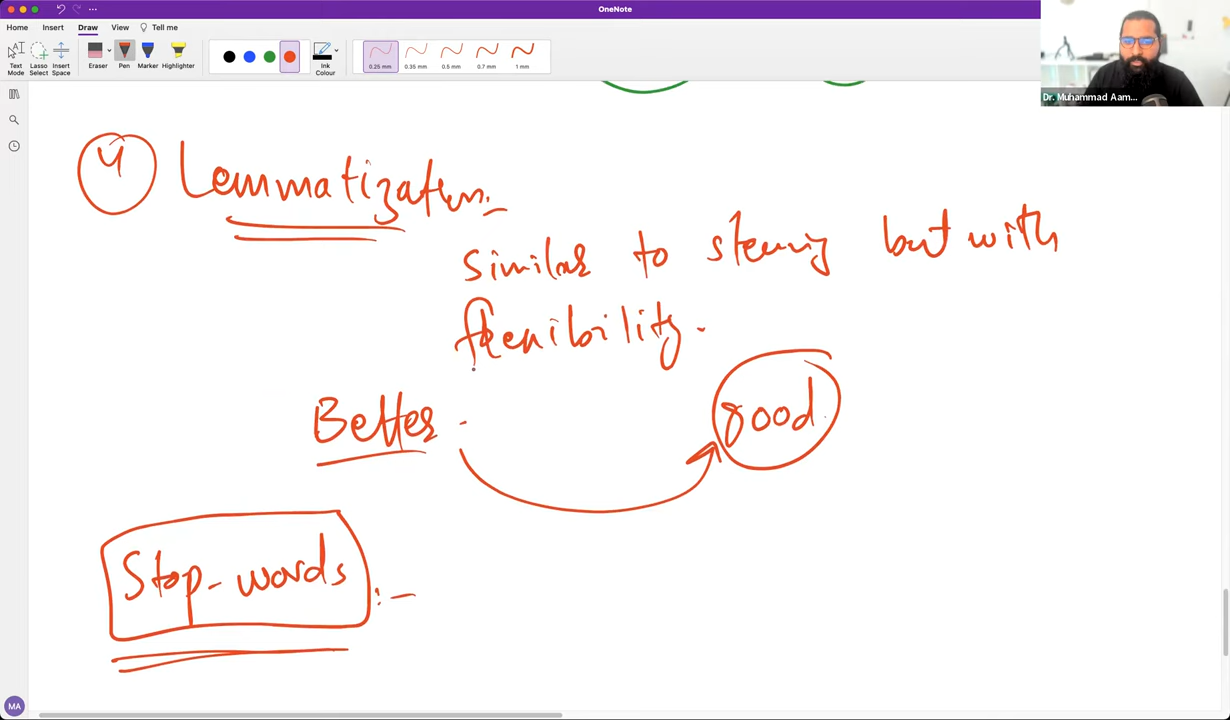 OneNote
Home Insert Draw View Tell me
Text Mode Lasso Select Insert Space Eraser Pen Marker Highlighter Ink Colour 0.25 mm 0.35 mm 0.5 mm 0.7 mm 1 mm
Dr. Muhammad Aam...
4 Lemmatization:-
similar to steming but with
flexibility.
Better - good
Stop-words :-
MA